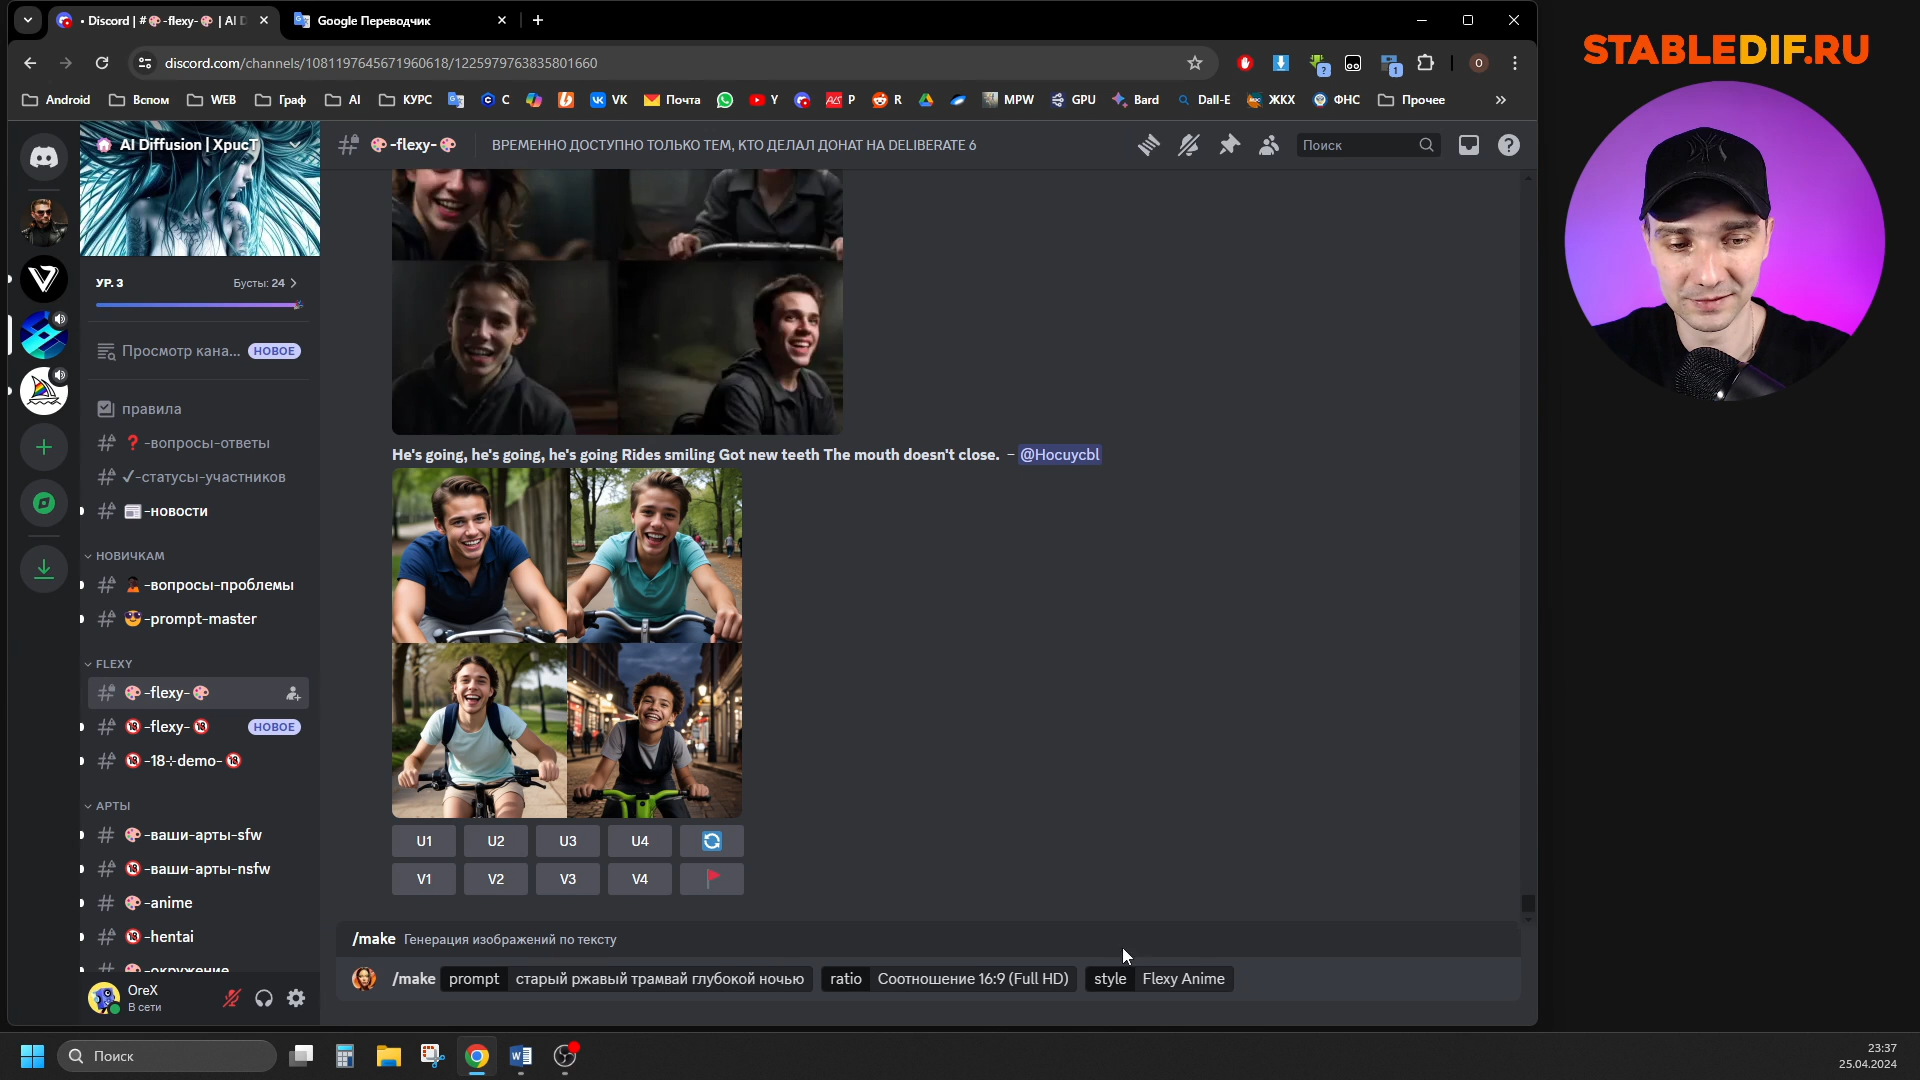 • Discord | #🎨-flexy-🎨 | AI D
Google Переводчик
discord.com/channels/1081197645671960618/1225979763835801660
Android
Вспом
WEB
Граф
AI
КУРС
C
VK
Почта
Y
P
R
MPW
GPU
Bard
Dall-E
ЖКХ
ФНС
Прочее
STABLEDIF.RU
AI Diffusion | ХрисТ
🎨-flexy-🎨
ВРЕМЕННО ДОСТУПНО ТОЛЬКО ТЕМ, КТО ДЕЛАЛ ДОНАТ НА DELIBERATE 6
Поиск
УР. 3
Бусты: 24
Просмотр кана...
НОВОЕ
правила
❓-вопросы-ответы
✓-статусы-участников
-новости
НОВИЧКАМ
-вопросы-проблемы
-prompt-master
FLEXY
🎨-flexy-🎨
🔞-flexy-🔞
НОВОЕ
🔞-18⊹demo-🔞
АРТЫ
🎨-ваши-арты-sfw
🔞-ваши-арты-nsfw
🎨-anime
🔞-hentai
🎨-окружение
OreX
В сети
He's going, he's going, he's going Rides smiling Got new teeth The mouth doesn't close. – @Hocuycbl
U1 U2 U3 U4
V1 V2 V3 V4
/make Генерация изображений по тексту
/make prompt старый ржавый трамвай глубокой ночью ratio Соотношение 16:9 (Full HD) style Flexy Anime
Поиск
23:37
25.04.2024